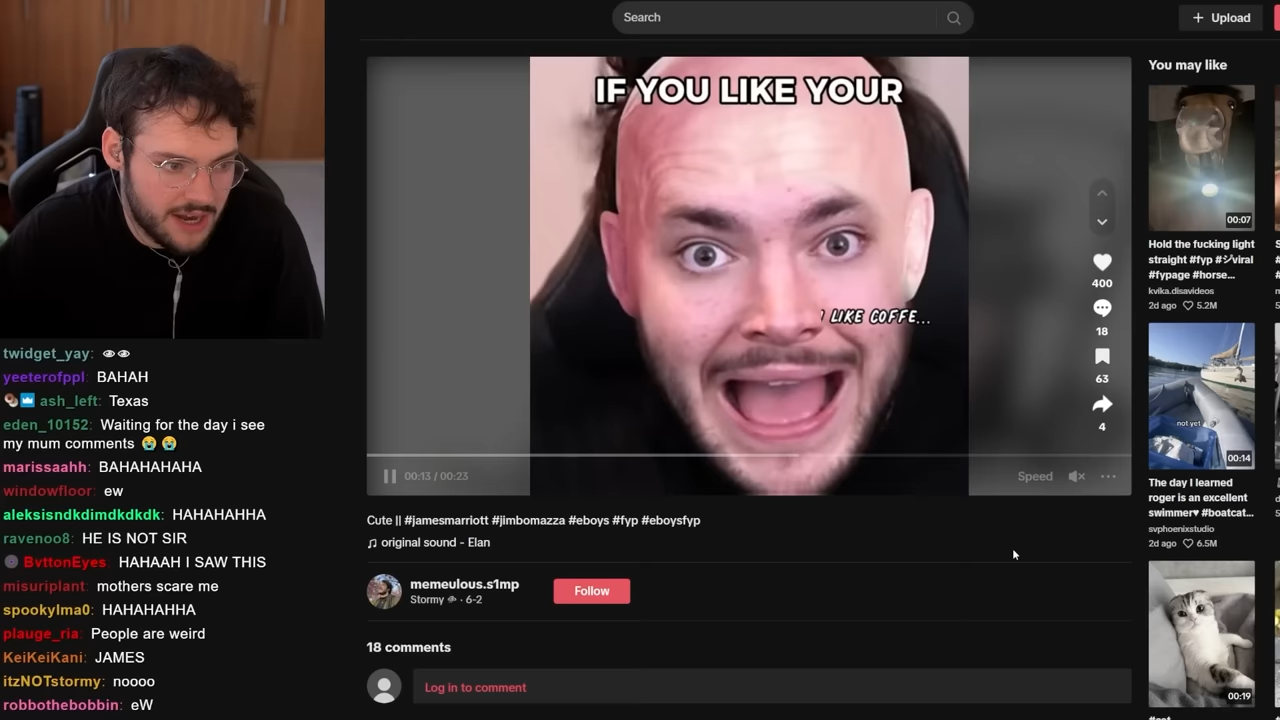 Search
Upload
IF YOU LIKE YOUR
LIKE COFFE...
400
18
63
4
00:13 / 00:23
Speed
Cute || #jamesmarriott #jimbomazza #eboys #fyp #eboysfyp
original sound - Elan
memeulous.s1mp
Stormy · 6-2
Follow
18 comments
Log in to comment
You may like
00:07
Hold the fucking light
straight #fyp #ジviral
#fypage #horse...
kvika.disavideos
2d ago 5.2M
not yet
00:14
The day I learned
roger is an excellent
swimmer♥ #boatcat...
svphoenixstudio
2d ago 6.5M
00:19
twidget_yay: 👀
yeeterofppl: BAHAH
ash_left: Texas
eden_10152: Waiting for the day i see
my mum comments 😭 😭
marissaahh: BAHAHAHAHA
windowfloor: ew
aleksisndkdimdkdkdk: HAHAHAHHA
ravenoo8: HE IS NOT SIR
BvttonEyes: HAHAAH I SAW THIS
misuriplant: mothers scare me
spookylma0: HAHAHAHHA
plauge_ria: People are weird
KeiKeiKani: JAMES
itzNOTstormy: noooo
robbothebobbin: eW